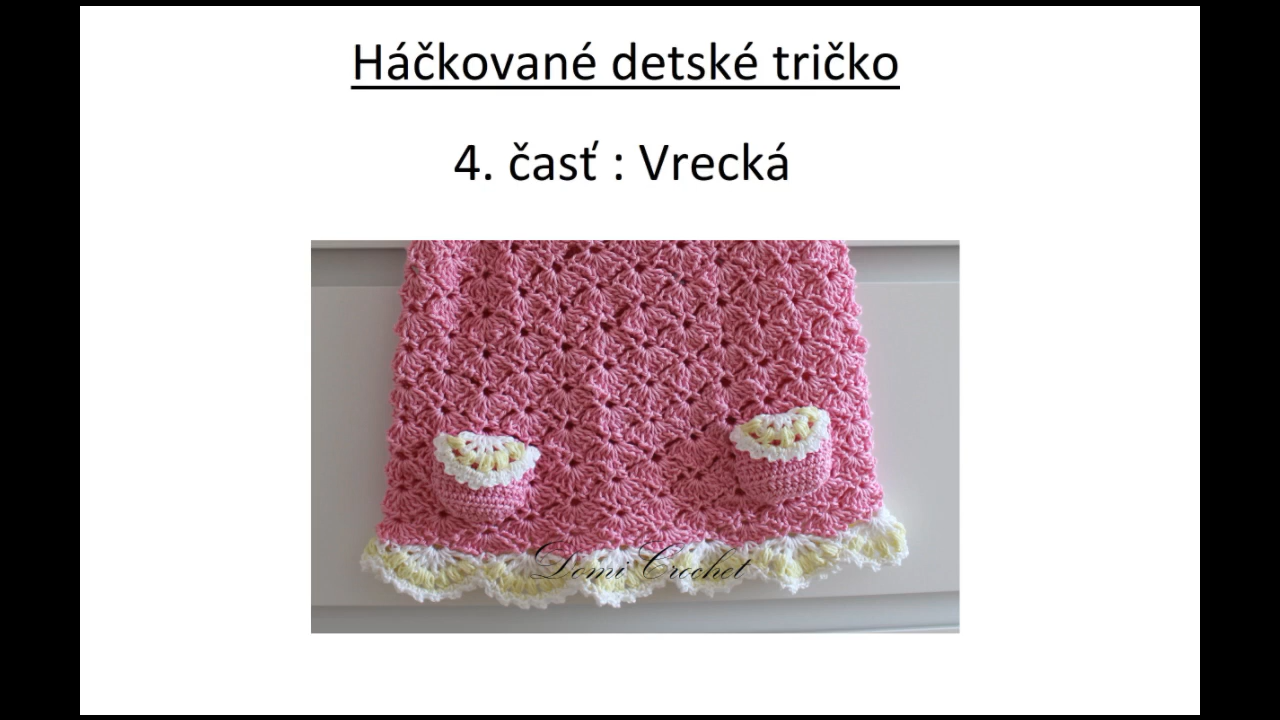 Háčkované detské tričko
4. časť : Vrecká
Domi Crochet